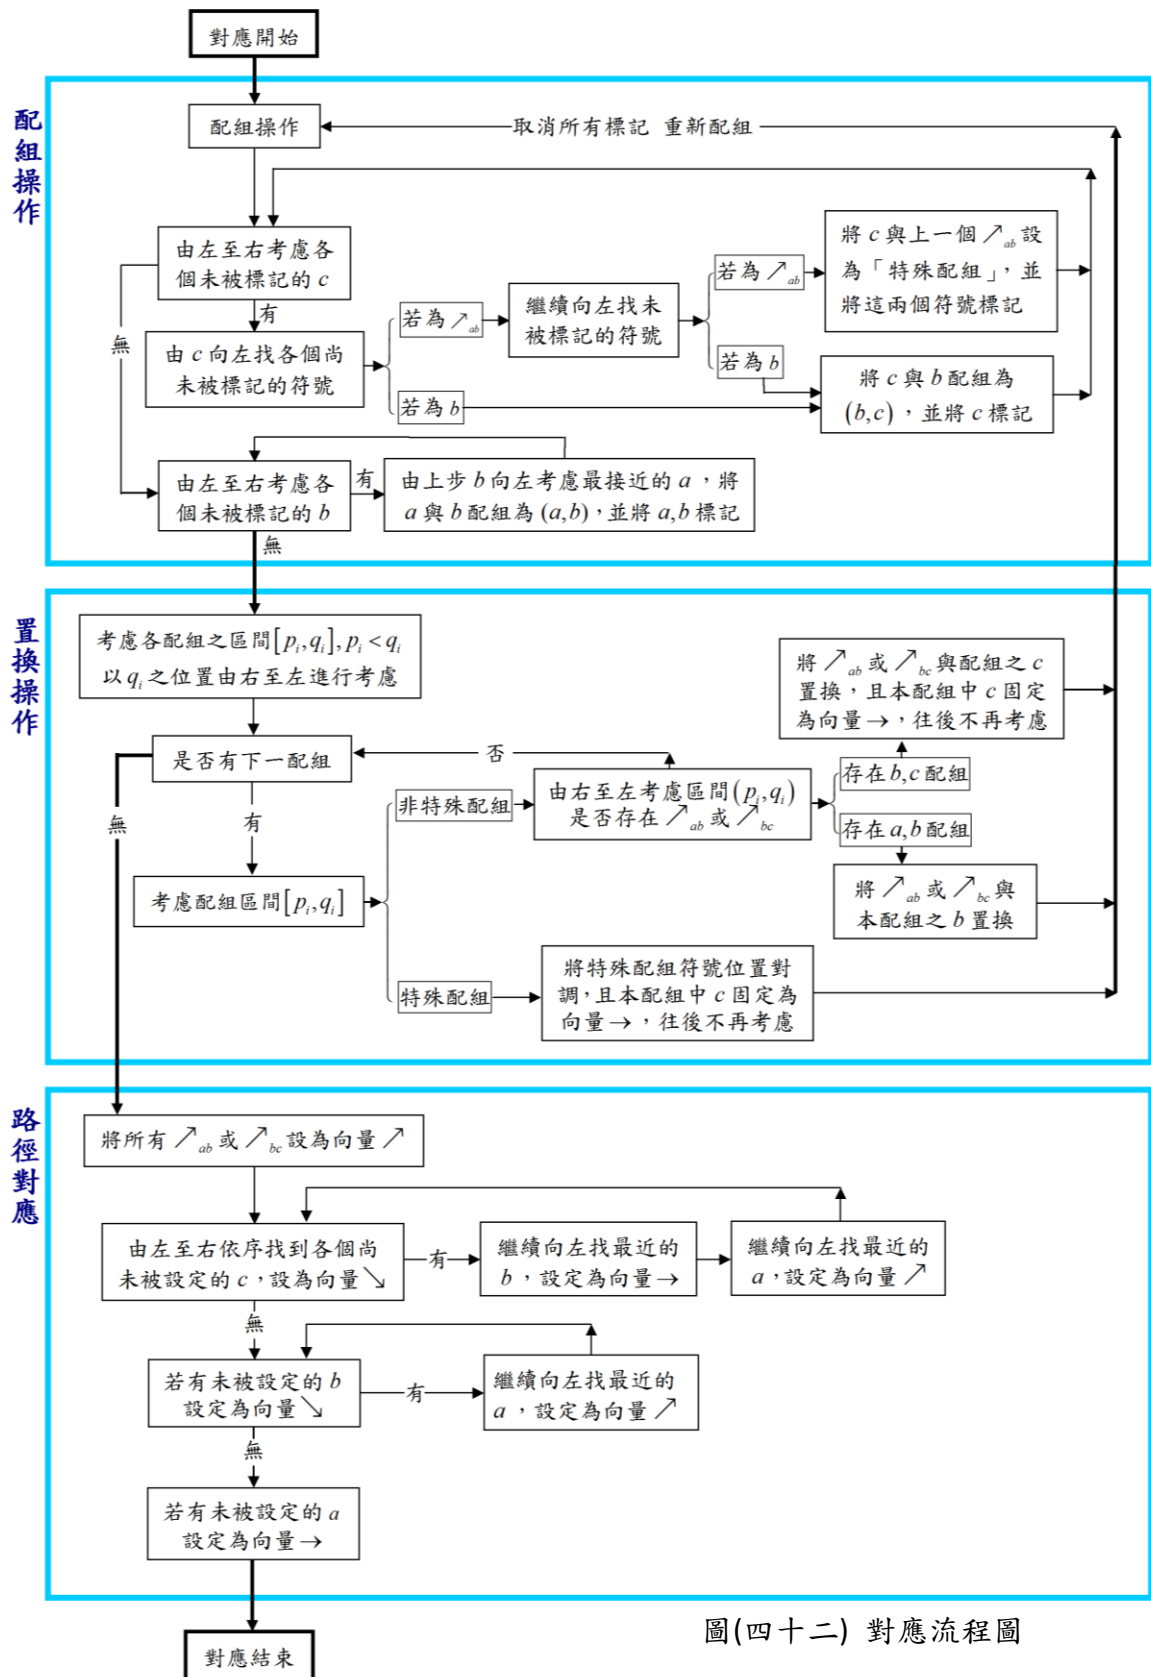 對應開始
配組操作
配組操作
取消所有標記 重新配組
由左至右考慮各
個未被標記的 c
有
無
由 c 向左找各個尚
未被標記的符號
若為↗ab
若為 b
繼續向左找未
被標記的符號
若為↗ab
若為 b
將 c 與上一個↗ab 設
為「特殊配組」，並
將這兩個符號標記
將 c 與 b 配組為
(b,c)，並將 c 標記
由左至右考慮各
個未被標記的 b
有
由上步 b 向左考慮最接近的 a，將
a 與 b 配組為 (a,b)，並將 a,b 標記
無
置換操作
考慮各配組之區間[pi,qi], pi < qi
以 qi 之位置由右至左進行考慮
是否有下一配組
否
無
有
考慮配組區間[pi,qi]
非特殊配組
特殊配組
由右至左考慮區間(pi,qi)
是否存在↗ab 或↗bc
存在 b,c 配組
存在 a,b 配組
將↗ab 或↗bc 與配組之 c
置換，且本配組中 c 固定
為向量→，往後不再考慮
將↗ab 或↗bc 與
本配組之 b 置換
將特殊配組符號位置對
調，且本配組中 c 固定為
向量→，往後不再考慮
路徑對應
將所有↗ab 或↗bc 設為向量↗
由左至右依序找到各個尚
未被設定的 c，設為向量↘
有
繼續向左找最近的
b，設定為向量→
繼續向左找最近的
a，設定為向量↗
無
若有未被設定的 b
設定為向量↘
有
繼續向左找最近的
a，設定為向量↗
無
若有未被設定的 a
設定為向量→
對應結束
圖(四十二) 對應流程圖